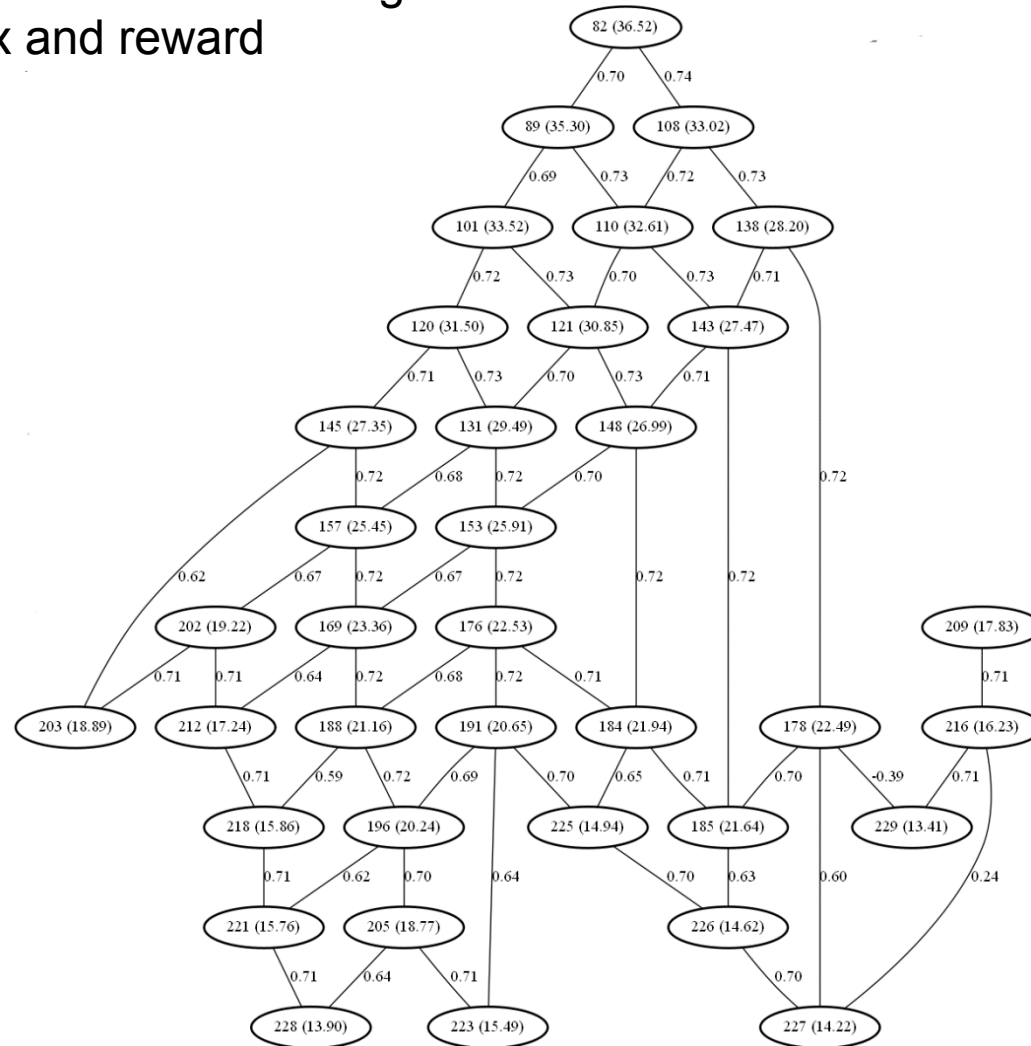 x and reward
82 (36.52)
0.70 0.74
89 (35.30) 108 (33.02)
0.69 0.73 0.72 0.73
101 (33.52) 110 (32.61) 138 (28.20)
0.72 0.73 0.70 0.73 0.71
120 (31.50) 121 (30.85) 143 (27.47)
0.71 0.73 0.70 0.73 0.71
145 (27.35) 131 (29.49) 148 (26.99)
0.72 0.68 0.72 0.70 0.72
157 (25.45) 153 (25.91)
0.62 0.67 0.72 0.67 0.72 0.72 0.72
202 (19.22) 169 (23.36) 176 (22.53) 209 (17.83)
0.71 0.71 0.64 0.72 0.68 0.72 0.71 0.71
203 (18.89) 212 (17.24) 188 (21.16) 191 (20.65) 184 (21.94) 178 (22.49) 216 (16.23)
0.71 0.59 0.72 0.69 0.70 0.65 0.71 0.70 -0.39 0.71
218 (15.86) 196 (20.24) 225 (14.94) 185 (21.64) 229 (13.41)
0.71 0.62 0.70 0.64 0.70 0.63 0.60 0.24
221 (15.76) 205 (18.77) 226 (14.62)
0.71 0.64 0.71 0.70
228 (13.90) 223 (15.49) 227 (14.22)